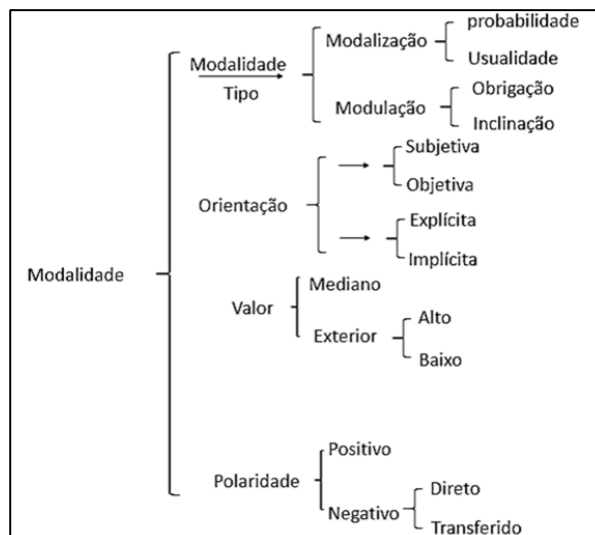 probabilidade
Modalização
Usualidade
Modalidade
Tipo
Obrigação
Modulação
Inclinação
Subjetiva
Objetiva
Orientação
Explícita
Implícita
Modalidade
Mediano
Valor
Exterior
Alto
Baixo
Positivo
Polaridade
Negativo
Direto
Transferido